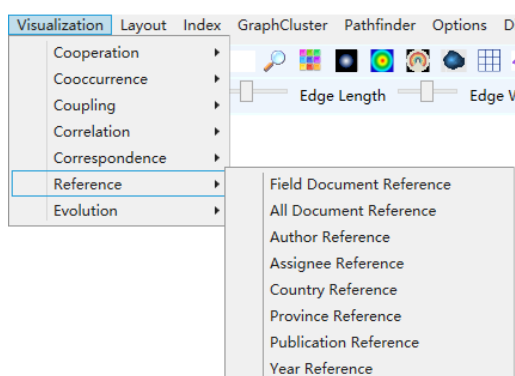 Visualization Layout Index GraphCluster Pathfinder Options
Cooperation
Cooccurrence
Coupling
Edge Length Edge
Correlation
Correspondence
Reference
Evolution
Field Document Reference
All Document Reference
Author Reference
Assignee Reference
Country Reference
Province Reference
Publication Reference
Year Reference